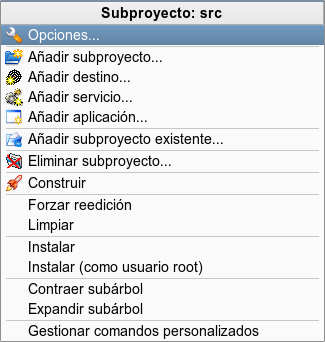 Subproyecto: src
Opciones...
Añadir subproyecto...
Añadir destino...
Añadir servicio...
Añadir aplicación...
Añadir subproyecto existente...
Eliminar subproyecto...
Construir
Forzar reedición
Limpiar
Instalar
Instalar (como usuario root)
Contraer subárbol
Expandir subárbol
Gestionar comandos personalizados